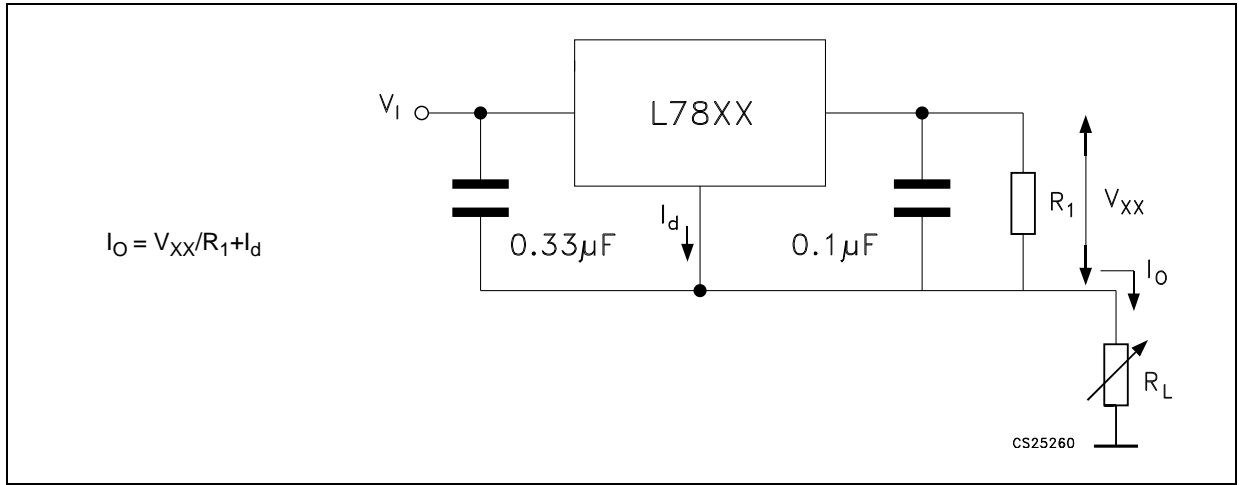 L78XX
V_I
I_d
R_1
V_XX
0.33µF
0.1µF
I_O = V_XX/R_1+I_d
I_O
R_L
CS25260